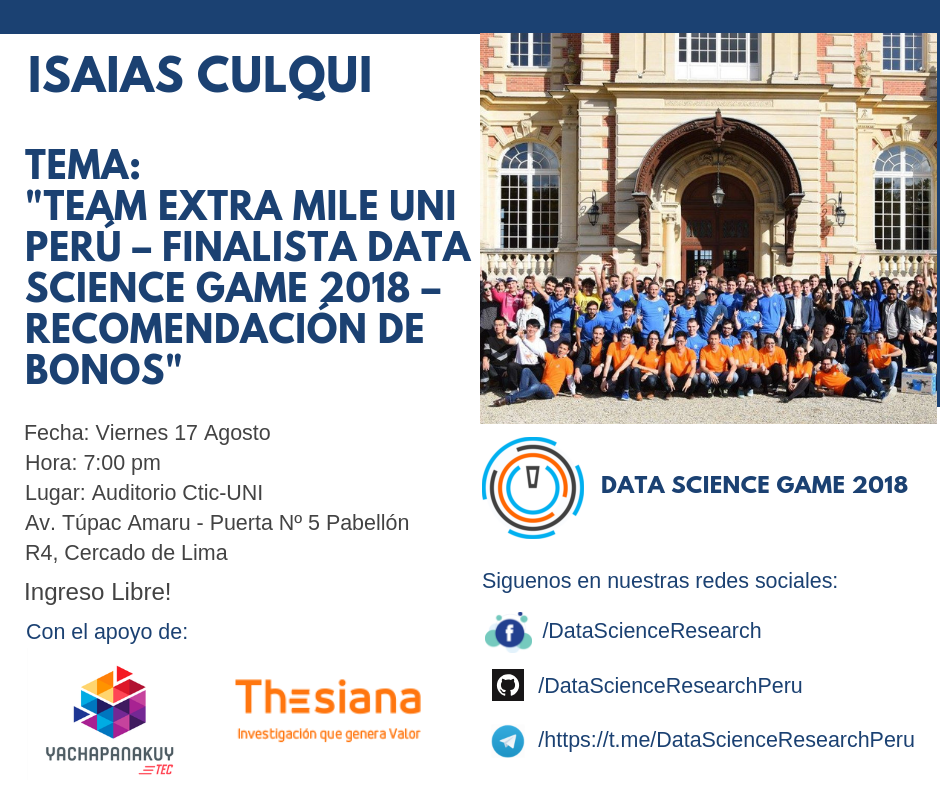 ISAIAS CULQUI
TEMA:
"TEAM EXTRA MILE UNI
PERÚ – FINALISTA DATA
SCIENCE GAME 2018 –
RECOMENDACIÓN DE
BONOS"
Fecha: Viernes 17 Agosto
Hora: 7:00 pm
Lugar: Auditorio Ctic-UNI
Av. Túpac Amaru - Puerta Nº 5 Pabellón
R4, Cercado de Lima
Ingreso Libre!
Con el apoyo de:
YACHAPANAKUY
TEC
Thesiana
Investigación que genera Valor
DATA SCIENCE GAME 2018
Siguenos en nuestras redes sociales:
/DataScienceResearch
/DataScienceResearchPeru
/https://t.me/DataScienceResearchPeru